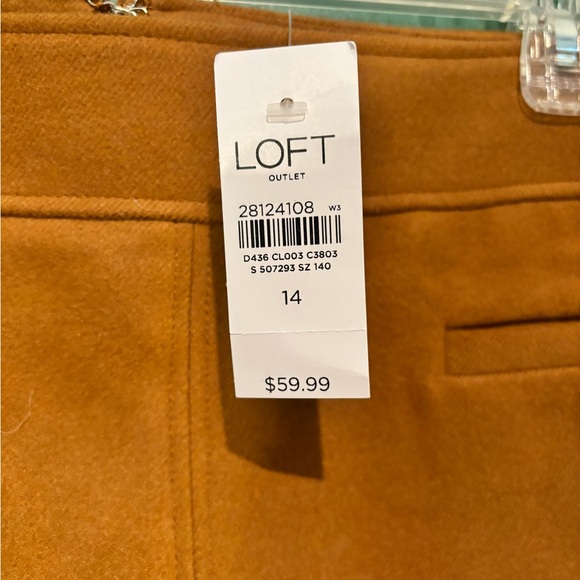 LOFT
OUTLET
28124108 W3
D436 CL003 C3803
S 507293 SZ 140
14
$59.99